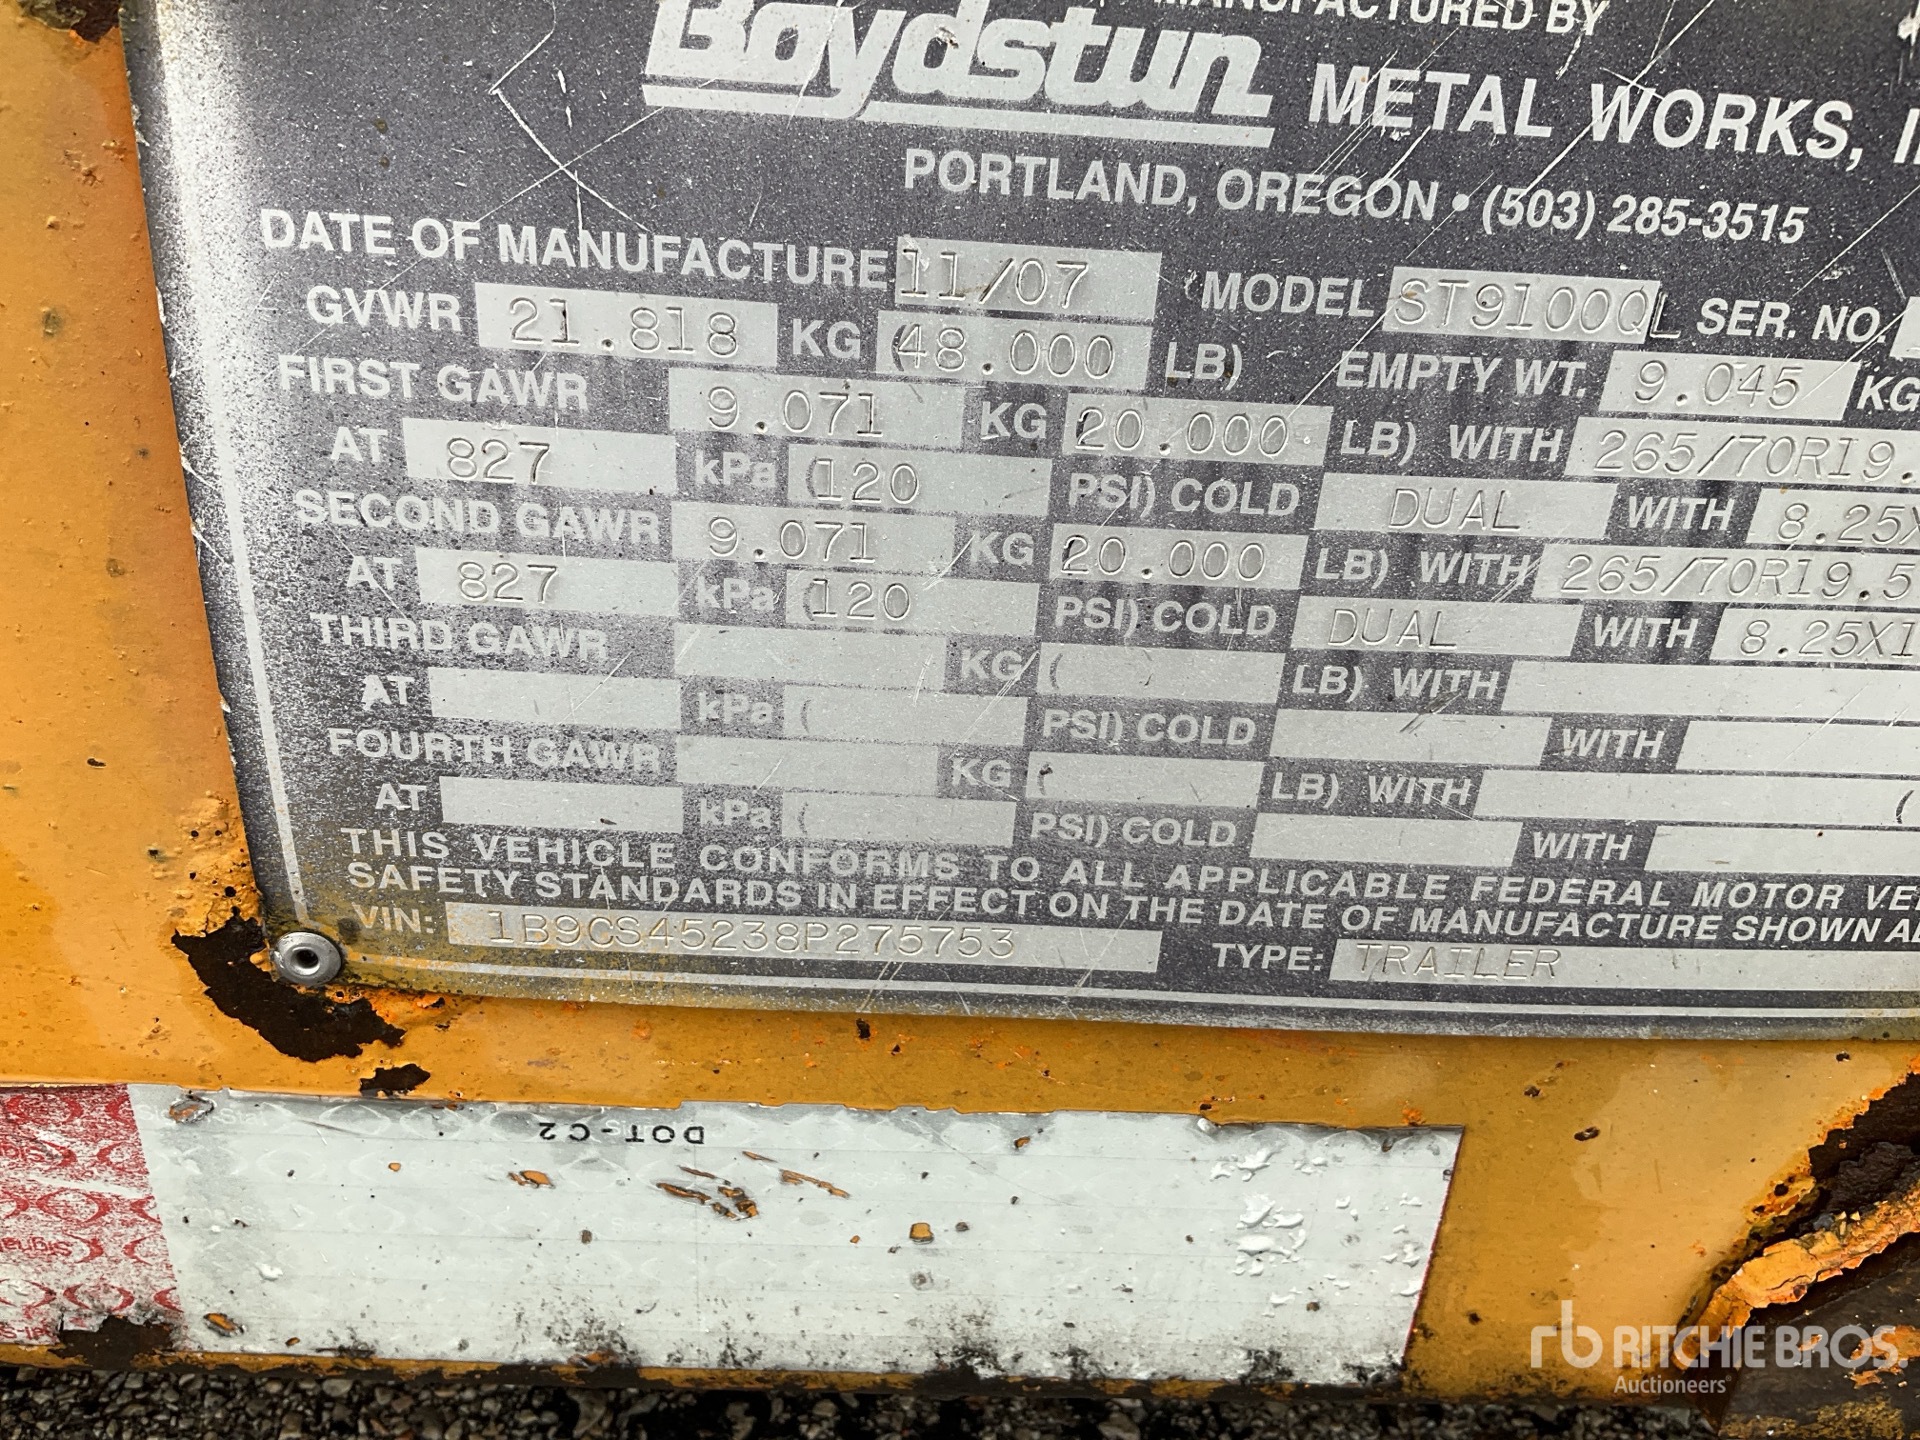 MANUFACTURED BY
Boydstun METAL WORKS,
PORTLAND, OREGON • (503) 285-3515
DATE OF MANUFACTURE 11/07 MODEL ST9100QL SER. NO.
GVWR 21.818 KG (48.000 LB) EMPTY WT. 9.045 KG
FIRST GAWR 9.071 KG 20.000 LB) WITH 265/70R19.
AT 827 kPa (120 PSI) COLD DUAL WITH 8.25X
SECOND GAWR 9.071 KG 20.000 LB) WITH 265/70R19.5
AT 827 kPa (120 PSI) COLD DUAL WITH 8.25X1
THIRD GAWR KG ( LB) WITH
AT kPa ( PSI) COLD WITH
FOURTH GAWR KG ( LB) WITH (
AT kPa ( PSI) COLD WITH
THIS VEHICLE CONFORMS TO ALL APPLICABLE FEDERAL MOTOR VE
SAFETY STANDARDS IN EFFECT ON THE DATE OF MANUFACTURE SHOWN A
VIN: 1B9CS45238P275753 TYPE: TRAILER
DOT-C2
rb RITCHIE BROS.
Auctioneers